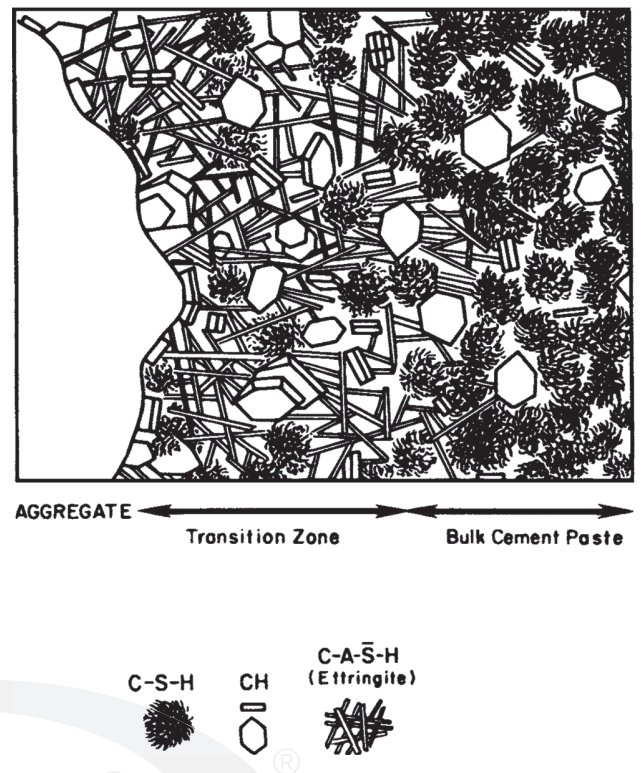 AGGREGATE
Transition Zone
Bulk Cement Paste
C-A-S̄-H
C-S-H
CH
(Ettringite)
®